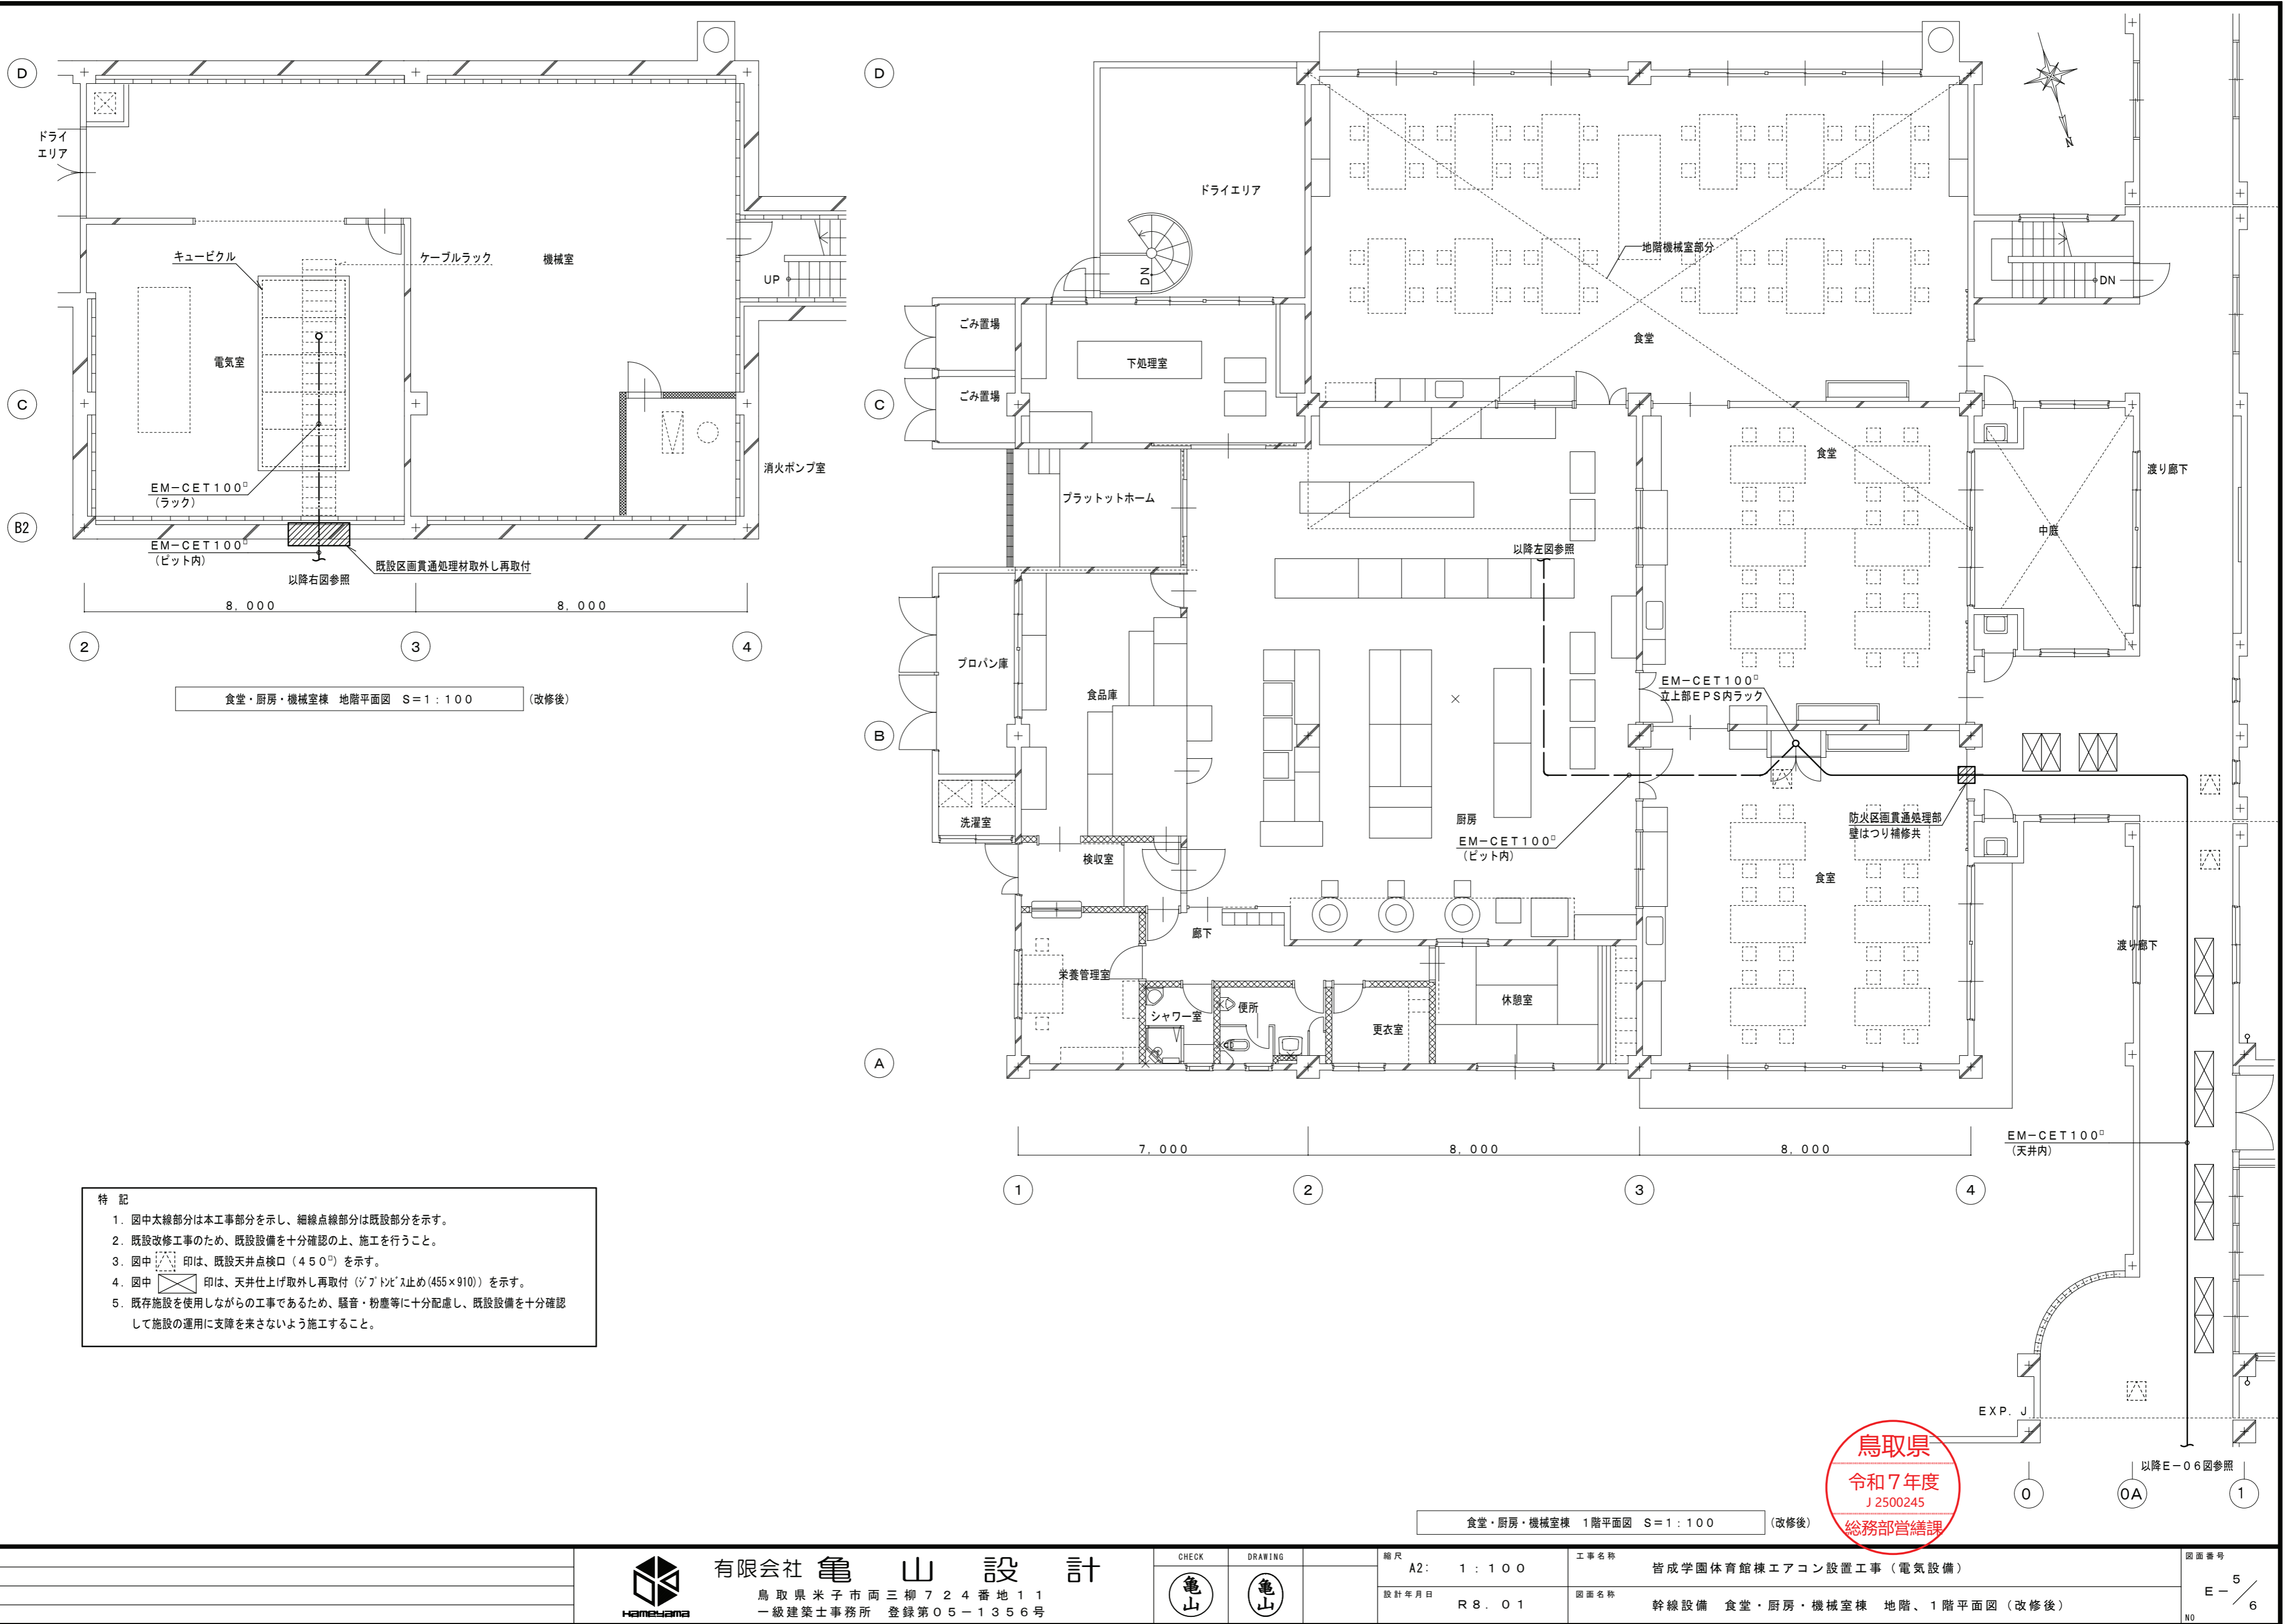 D
ドライ
エリア
キュービクル
ケーブルラック
機械室
UP
電気室
C
消火ポンプ室
EM−CET100□
(ラック)
B2
EM−CET100□
(ピット内)
既設区画貫通処理材取外し再取付
以降右図参照
8,000
8,000
2
3
4
食堂・厨房・機械室棟 地階平面図 S=1:100
(改修後)
D
ドライエリア
DN
地階機械室部分
N
DN
ごみ置場
下処理室
食堂
ごみ置場
C
食堂
渡り廊下
プラットットホーム
中庭
以降左図参照
プロパン庫
食品庫
EM−CET100□
立上部EPS内ラック
B
洗濯室
厨房
防火区画貫通処理部
壁はつり補修共
EM−CET100□
(ピット内)
検収室
食室
廊下
渡り廊下
栄養管理室
シャワー室
便所
休憩室
更衣室
A
EM−CET100□
(天井内)
7,000
8,000
8,000
1
2
3
4
特 記
1. 図中太線部分は本工事部分を示し、細線点線部分は既設部分を示す。
2. 既設改修工事のため、既設設備を十分確認の上、施工を行うこと。
3. 図中 印は、既設天井点検口(450□)を示す。
4. 図中 印は、天井仕上げ取外し再取付(ジプトンビス止め(455×910))を示す。
5. 既存施設を使用しながらの工事であるため、騒音・粉塵等に十分配慮し、既設設備を十分確認
して施設の運用に支障を来さないよう施工すること。
EXP. J
以降E−06図参照
0
0A
1
鳥取県
令和7年度
J 2500245
総務部営繕課
食堂・厨房・機械室棟 1階平面図 S=1:100
(改修後)
Hameyama
有限会社 亀山設計
鳥取県米子市両三柳724番地11
一級建築士事務所 登録第05−1356号
CHECK
亀山
DRAWING
亀山
縮尺
A2: 1:100
設計年月日
R8.01
工事名称
皆成学園体育館棟エアコン設置工事(電気設備)
図面名称
幹線設備 食堂・厨房・機械室棟 地階、1階平面図(改修後)
図面番号
E−5/6
NO